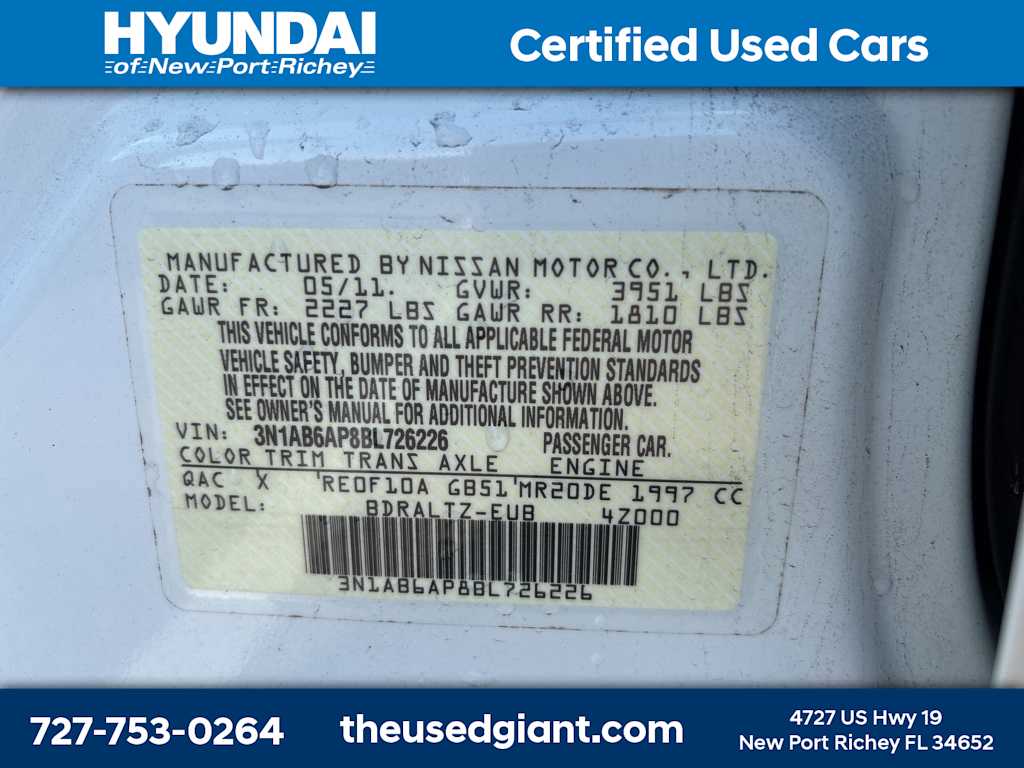 HYUNDAI
of New Port Richey
Certified Used Cars
MANUFACTURED BY NISSAN MOTOR CO., LTD.
DATE: 05/11. GVWR: 3951 LBS
GAWR FR: 2227 LBS GAWR RR: 1810 LBS
THIS VEHICLE CONFORMS TO ALL APPLICABLE FEDERAL MOTOR
VEHICLE SAFETY, BUMPER AND THEFT PREVENTION STANDARDS
IN EFFECT ON THE DATE OF MANUFACTURE SHOWN ABOVE.
SEE OWNER'S MANUAL FOR ADDITIONAL INFORMATION.
VIN: 3N1AB6AP8BL726226 PASSENGER CAR.
COLOR TRIM TRANS AXLE ENGINE
QAC X RE0F10A GB51 MR20DE 1997 CC
MODEL: BDRALTZ-EUB 4Z000
3N1AB6AP8BL726226
727-753-0264
theusedgiant.com
4727 US Hwy 19
New Port Richey FL 34652